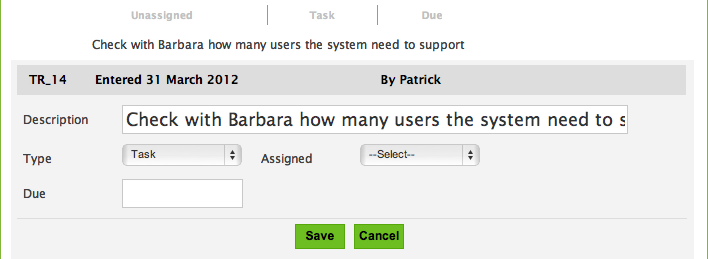 Unassigned Task Due
Check with Barbara how many users the system need to support
TR_14 Entered 31 March 2012 By Patrick
Description Check with Barbara how many users the system need to s
Type Task Assigned --Select--
Due
Save Cancel